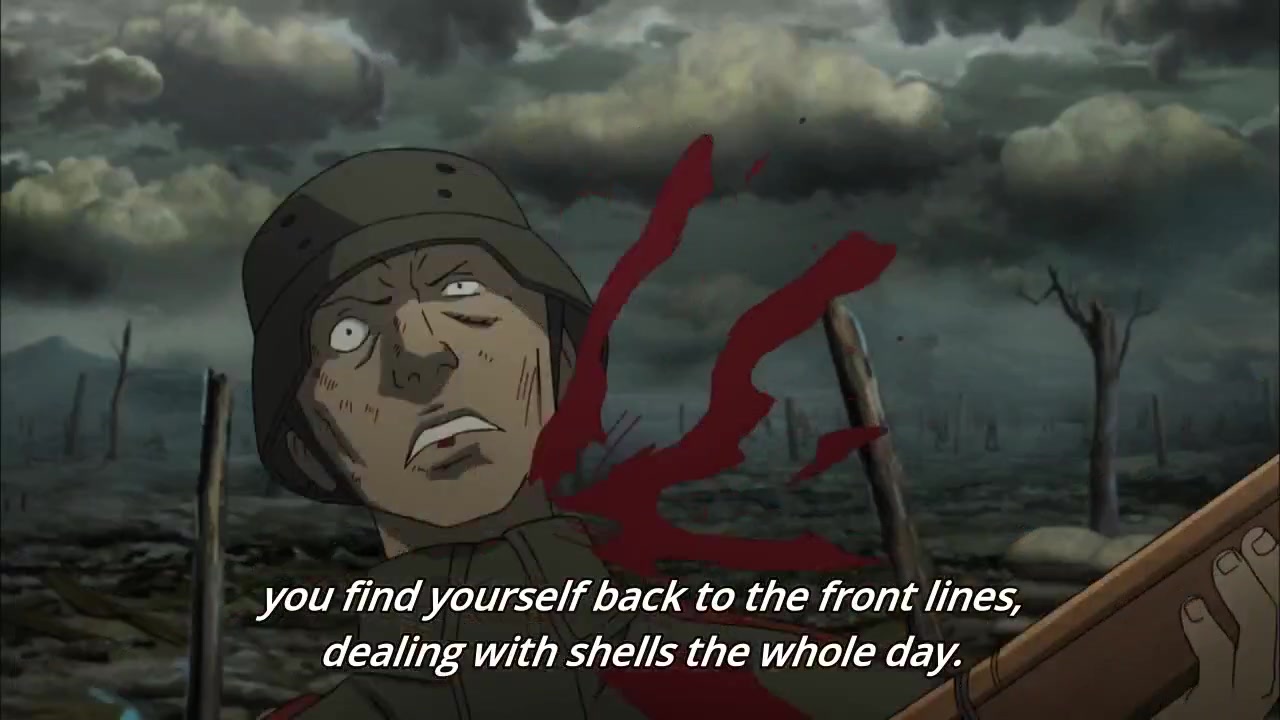 you find yourself back to the front lines,
dealing with shells the whole day.